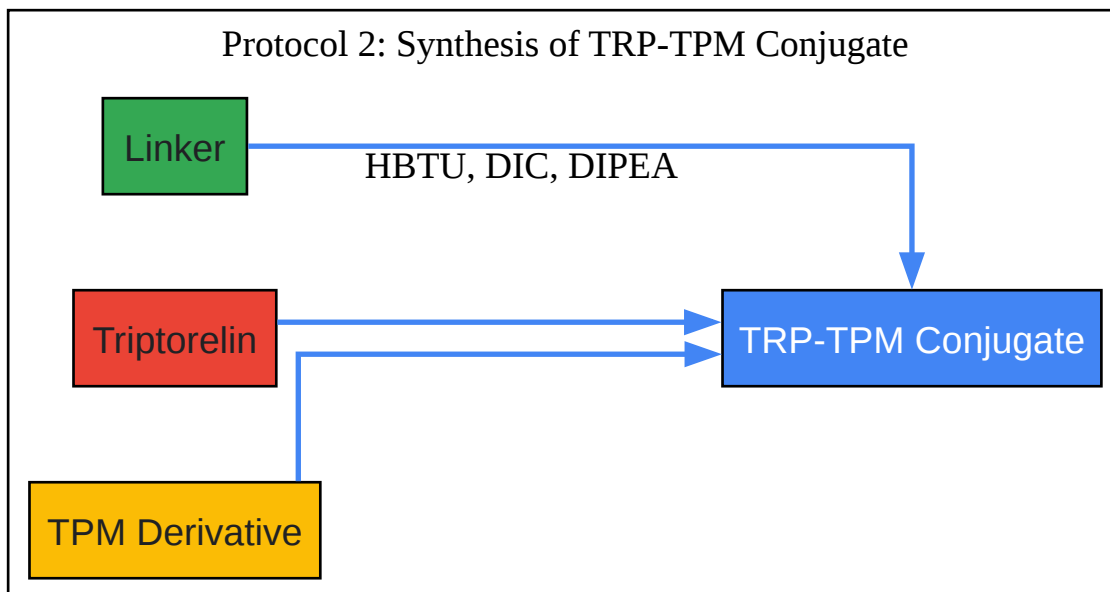 Protocol 2: Synthesis of TRP-TPM Conjugate
Linker
HBTU, DIC, DIPEA
Triptorelin
TRP-TPM Conjugate
TPM Derivative